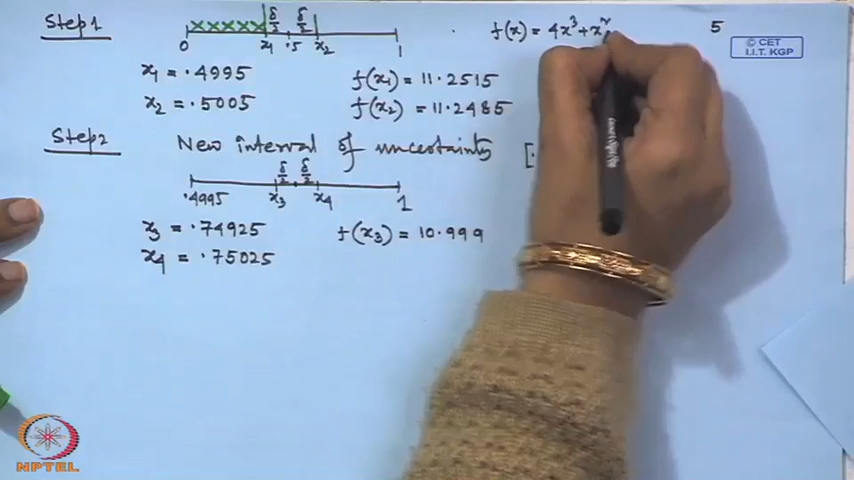 Step 1
δ/2 δ/2
0 x₁ .5 x₂ 1
f(x) = 4x³+x²
5
© CET
I.I.T. KGP
x₁ = .4995 f(x₁) = 11.2515
x₂ = .5005 f(x₂) = 11.2485
Step 2 New interval of uncertainty [
δ/2 δ/2
.4995 x₃ x₄ 1
x₃ = .74925 f(x₃) = 10.999
x₄ = .75025
NPTEL